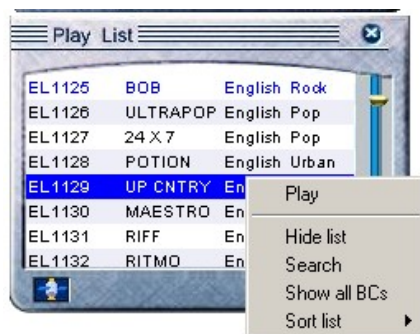 Play List
EL1125 BOB English Rock
EL1126 ULTRAPOP English Pop
EL1127 24 X 7 English Pop
EL1128 POTION English Urban
EL1129 UP CNTRY En
EL1130 MAESTRO En
EL1131 RIFF En
EL1132 RITMO En
Play
Hide list
Search
Show all BCs
Sort list